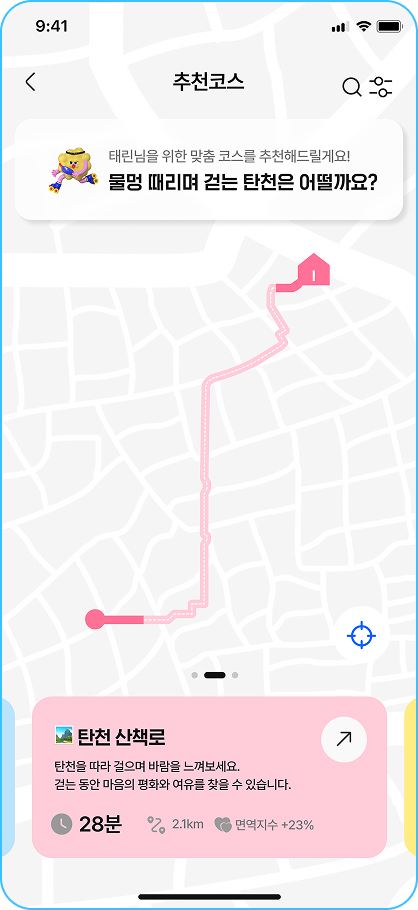 9:41
추천코스
태린님을 위한 맞춤 코스를 추천해드릴게요!
물멍 때리며 걷는 탄천은 어떨까요?
탄천 산책로
탄천을 따라 걸으며 바람을 느껴보세요.
걷는 동안 마음의 평화와 여유를 찾을 수 있습니다.
28분 2.1km 면역지수 +23%